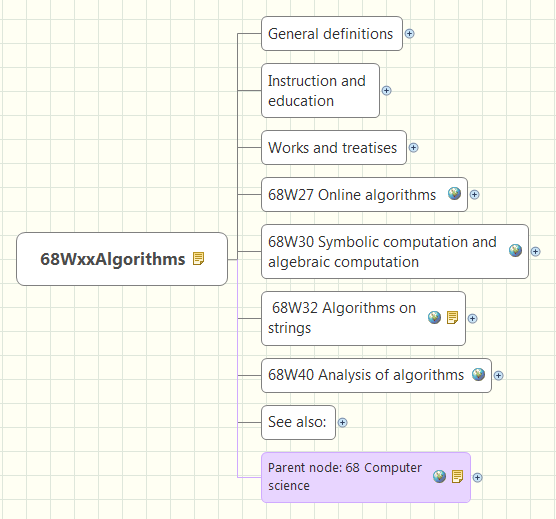 General definitions
Instruction and
education
Works and treatises
68W27 Online algorithms
68W30 Symbolic computation and
algebraic computation
68WxxAlgorithms
68W32 Algorithms on
strings
68W40 Analysis of algorithms
See also:
Parent node: 68 Computer
science